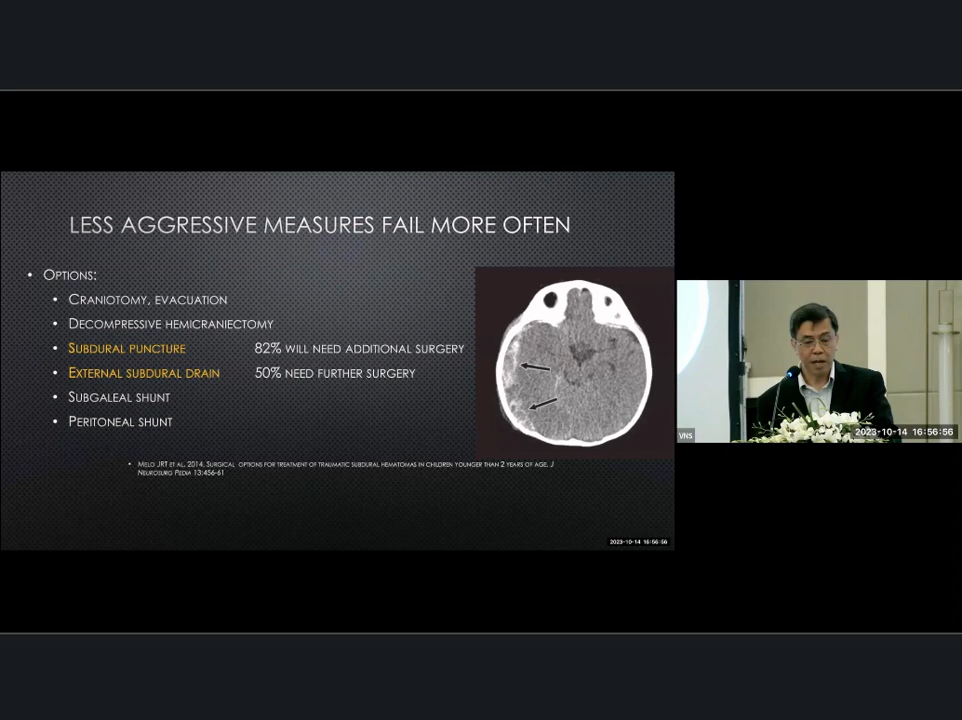 LESS AGGRESSIVE MEASURES FAIL MORE OFTEN
• OPTIONS:
• CRANIOTOMY, EVACUATION
• DECOMPRESSIVE HEMICRANIECTOMY
• SUBDURAL PUNCTURE 82% WILL NEED ADDITIONAL SURGERY
• EXTERNAL SUBDURAL DRAIN 50% NEED FURTHER SURGERY
• SUBGALEAL SHUNT
• PERITONEAL SHUNT
• MELO JRT ET AL, 2014, SURGICAL OPTIONS FOR TREATMENT OF TRAUMATIC SUBDURAL HEMATOMAS IN CHILDREN YOUNGER THAN 2 YEARS OF AGE. J
NEUROSURG PEDIA 13:456-61
2023-10-14 16:56:56
VNS
2023-10-14 16:56:56